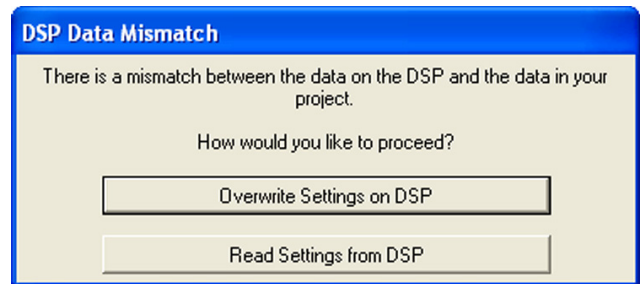 DSP Data Mismatch
There is a mismatch between the data on the DSP and the data in your
project.
How would you like to proceed?
Overwrite Settings on DSP
Read Settings from DSP